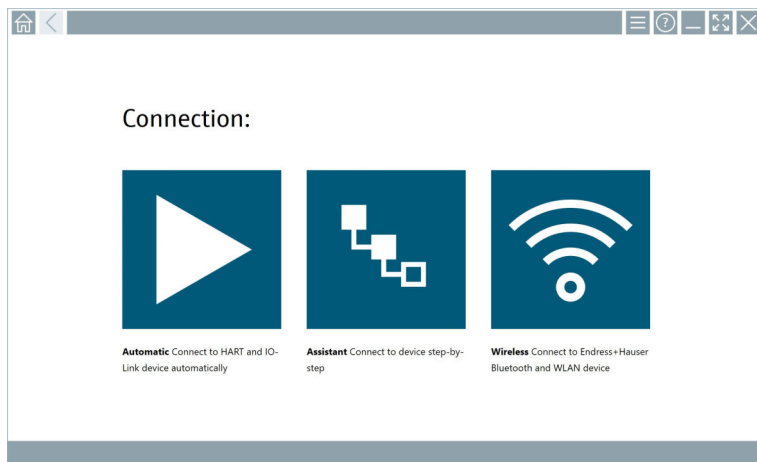 Connection:
Automatic Connect to HART and IO-
Link device automatically
Assistant Connect to device step-by-
step
Wireless Connect to Endress+Hauser
Bluetooth and WLAN device